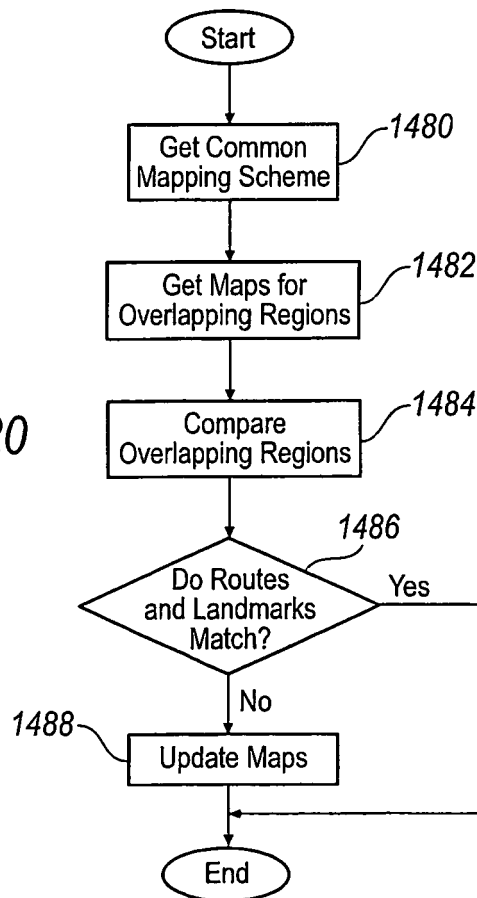 Start
1480
Get Common
Mapping Scheme
1482
Get Maps for
Overlapping Regions
1484
Compare
Overlapping Regions
1486
Do Routes
and Landmarks
Match?
Yes
No
1488
Update Maps
End